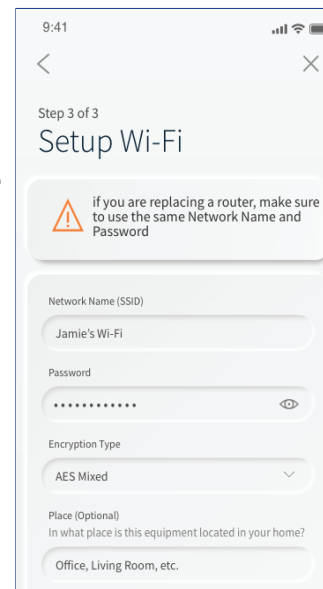 9:41
Step 3 of 3
Setup Wi-Fi
if you are replacing a router, make sure
to use the same Network Name and
Password
Network Name (SSID)
Jamie's Wi-Fi
Password
••••••••••••
Encryption Type
AES Mixed
Place (Optional)
In what place is this equipment located in your home?
Office, Living Room, etc.